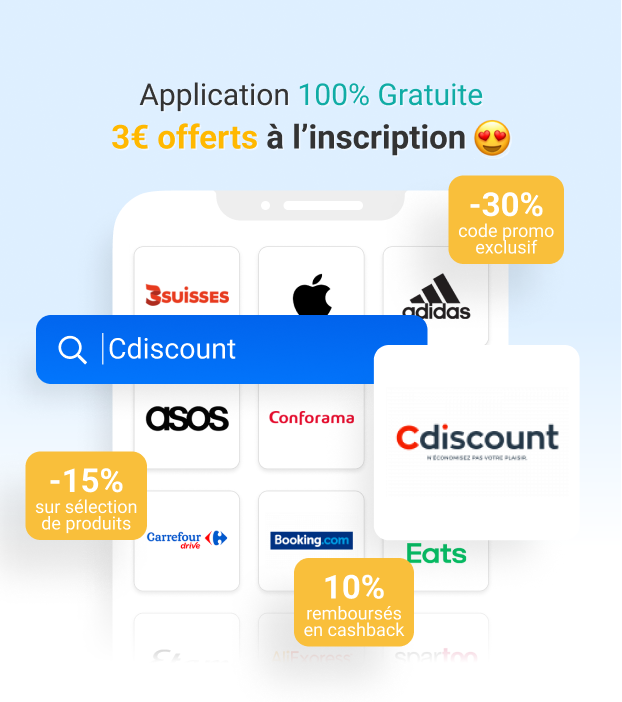 Application 100% Gratuite
3€ offerts à l’inscription
-30%
code promo
exclusif
3SUISSES
adidas
Cdiscount
asos
Conforama
Cdiscount
N'ÉCONOMISEZ PAS VOTRE PLAISIR.
-15%
sur sélection
de produits
Carrefour
drive
Booking.com
Eats
10%
remboursés
en cashback
spartoo